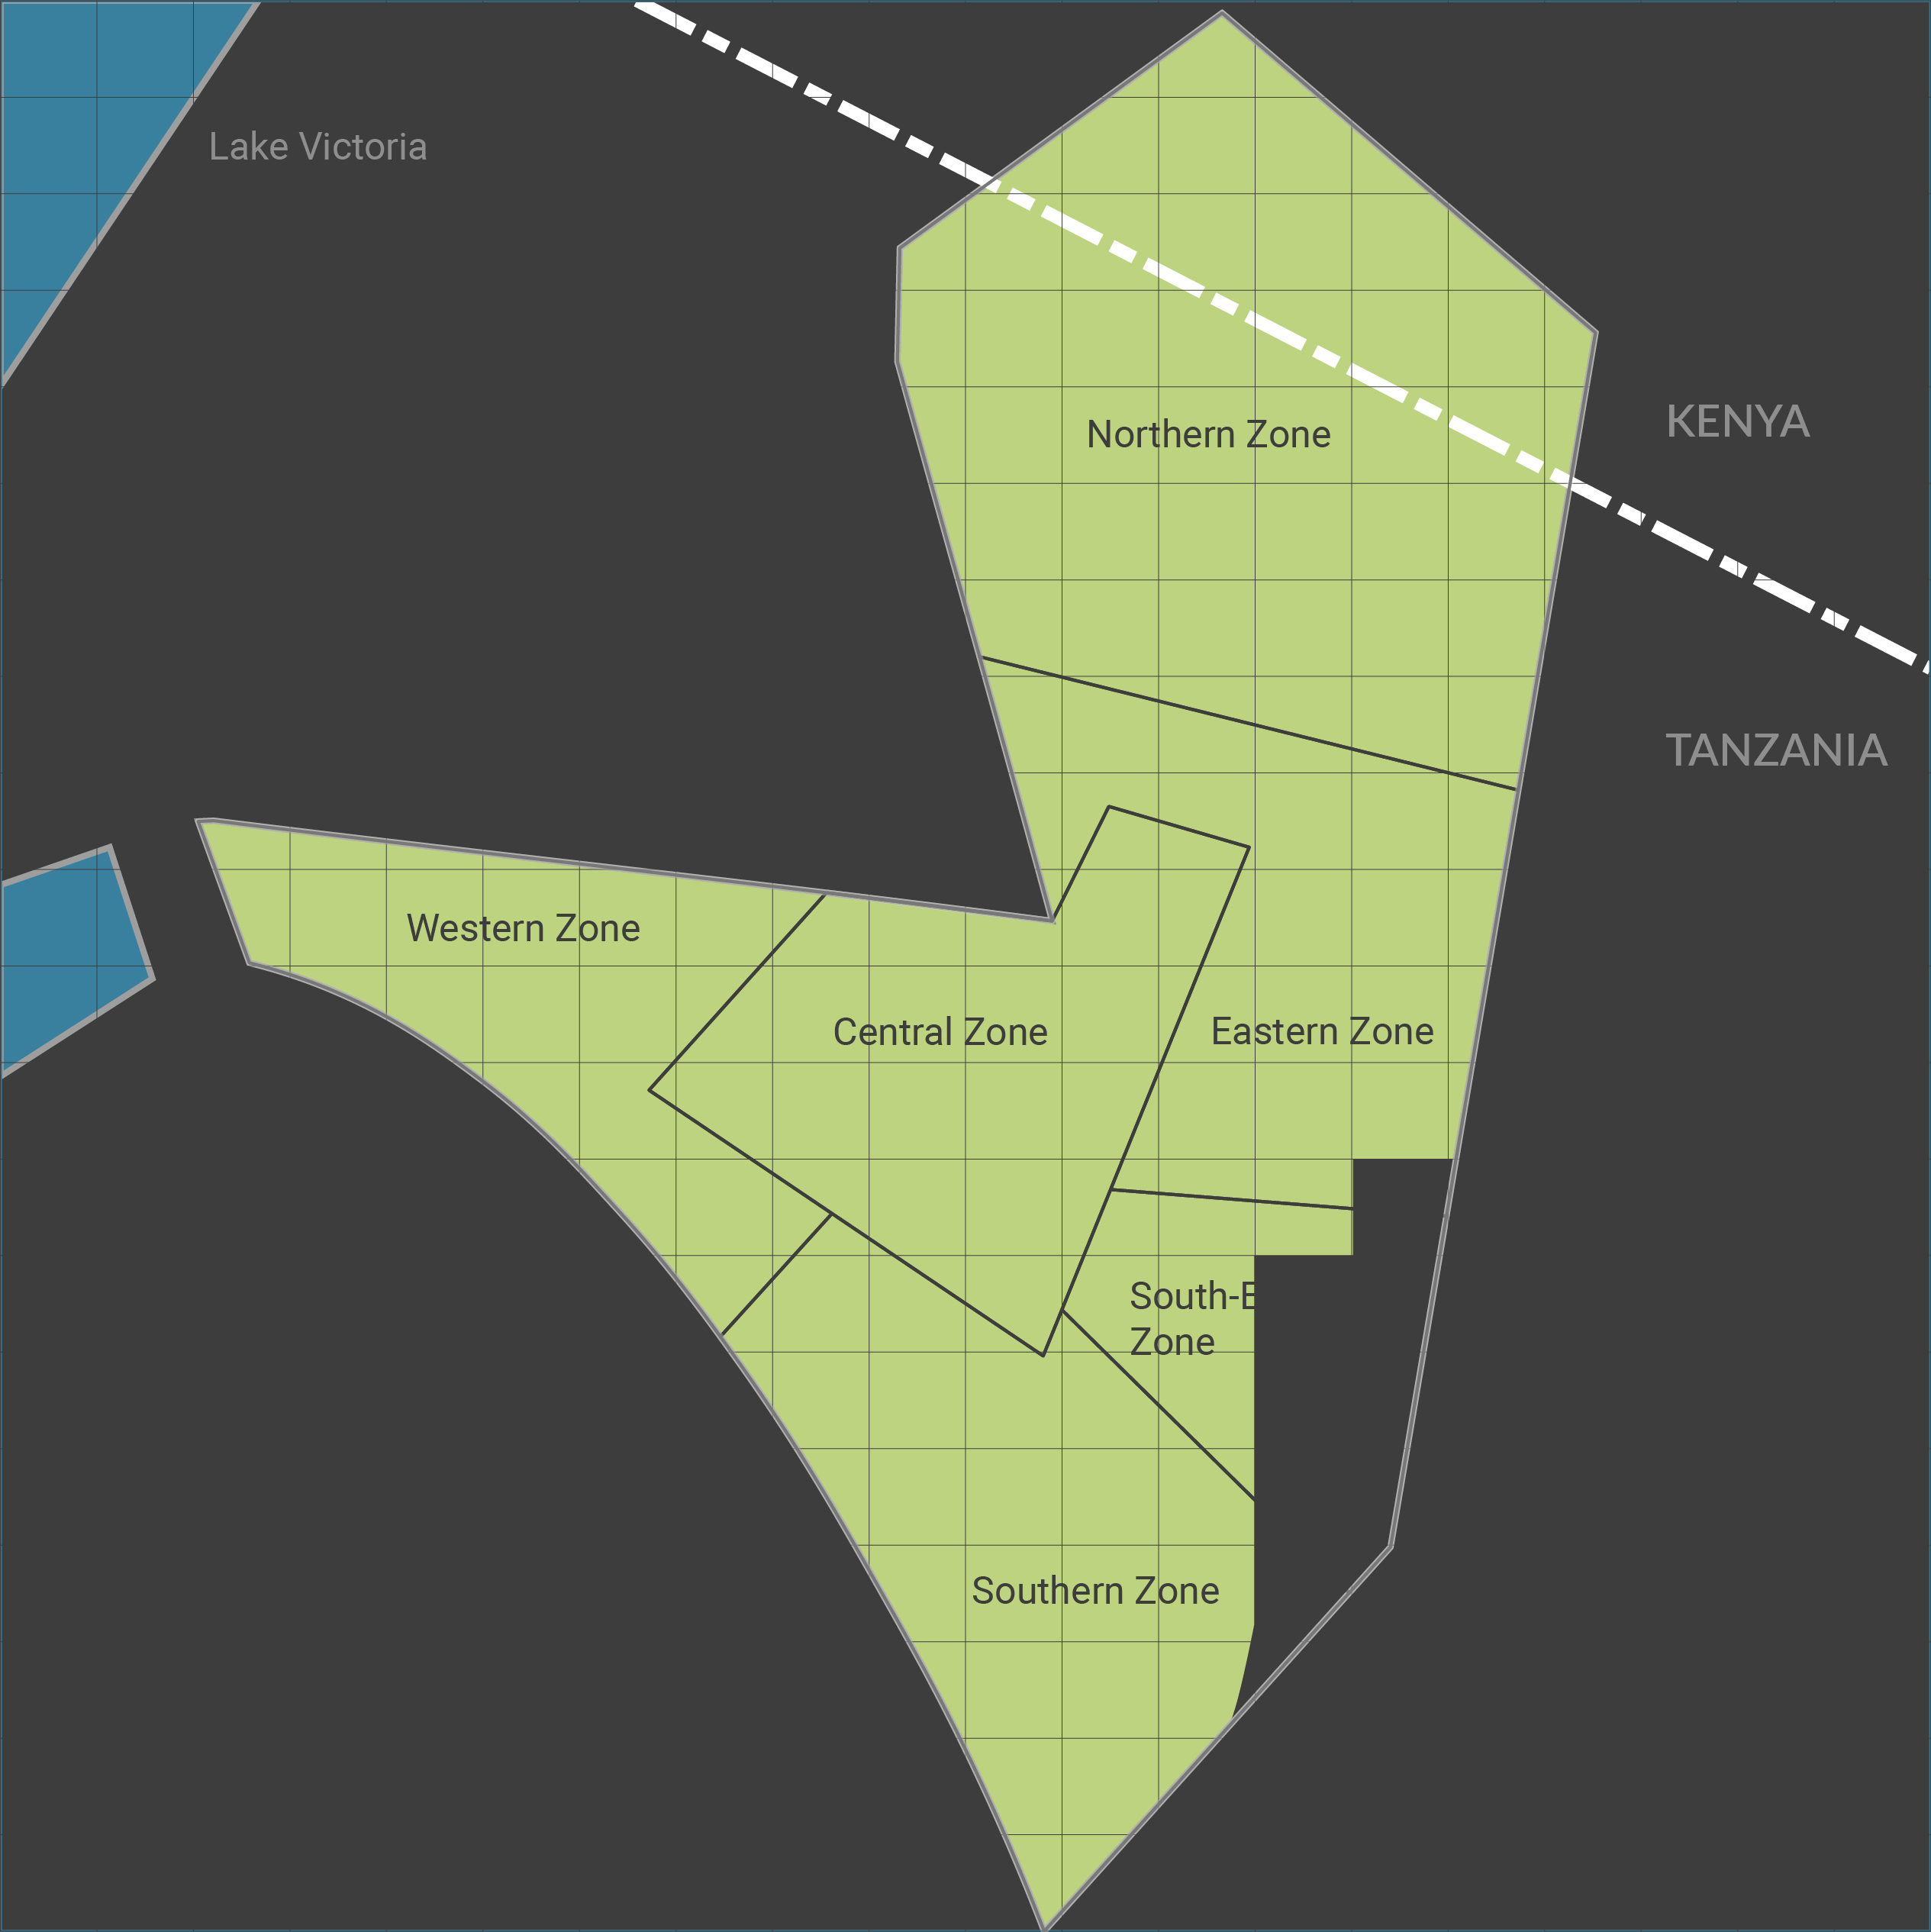 Lake Victoria
KENYA
Northern Zone
TANZANIA
Western Zone
Central Zone
Eastern Zone
South-E
Zone
Southern Zone